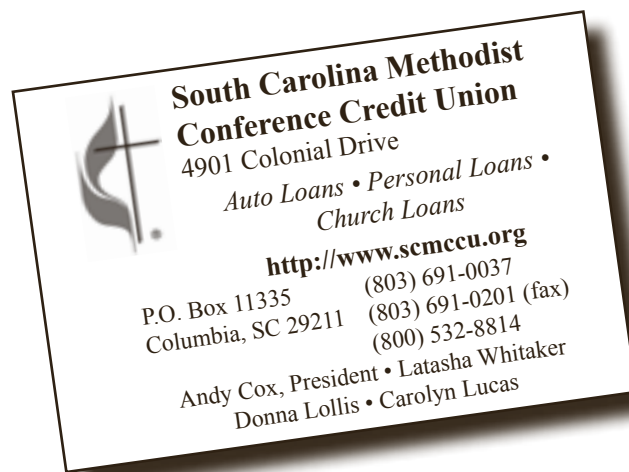 South Carolina Methodist
Conference Credit Union
4901 Colonial Drive
Auto Loans • Personal Loans •
Church Loans
http://www.scmccu.org
P.O. Box 11335
Columbia, SC 29211
(803) 691-0037
(803) 691-0201 (fax)
(800) 532-8814
Andy Cox, President • Latasha Whitaker
Donna Lollis • Carolyn Lucas